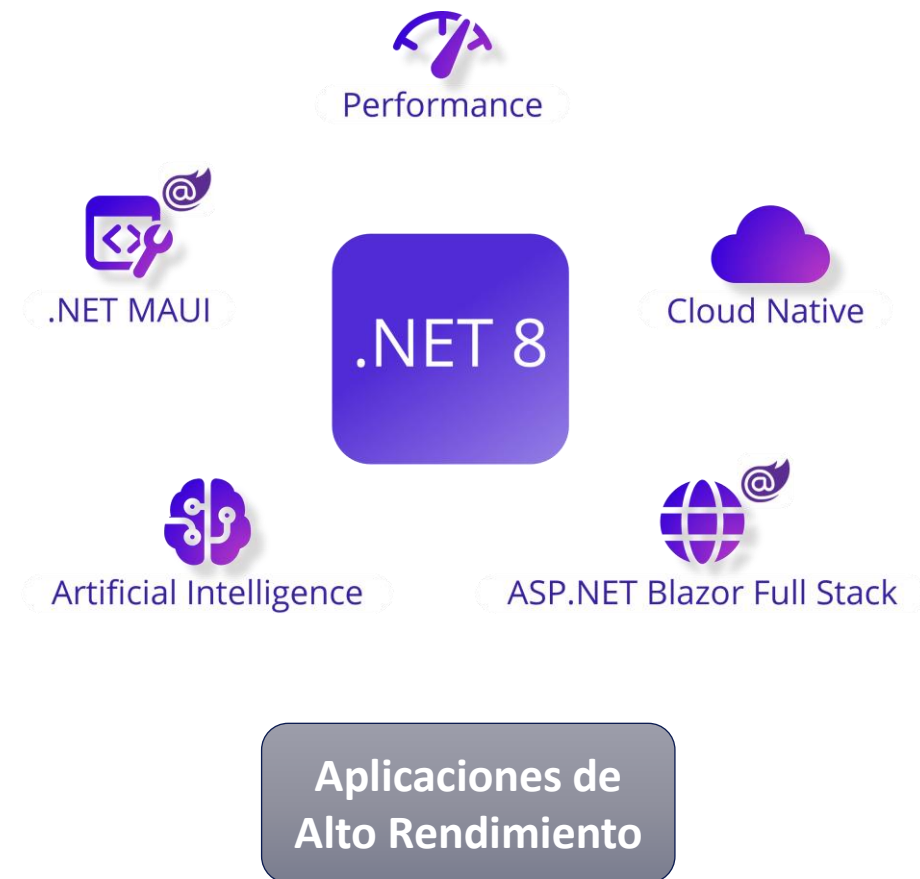 Performance
.NET MAUI
Cloud Native
.NET 8
Artificial Intelligence
ASP.NET Blazor Full Stack
Aplicaciones de
Alto Rendimiento